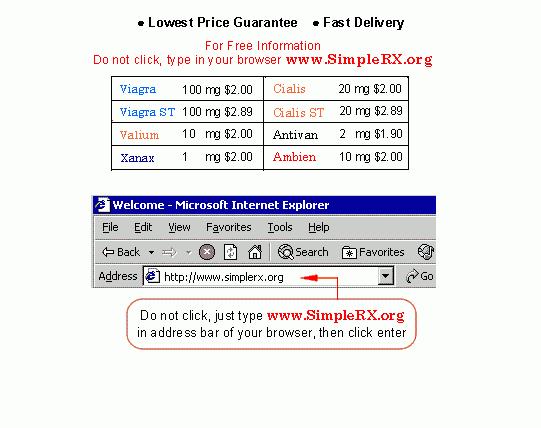 ● Lowest Price Guarantee ● Fast Delivery
For Free Information
Do not click, type in your browser www.SimpleRX.org
Viagra 100 mg $2.00 Cialis 20 mg $2.00
Viagra ST 100 mg $2.89 Cialis ST 20 mg $2.89
Valium 10 mg $2.00 Antivan 2 mg $1.90
Xanax 1 mg $2.00 Ambien 10 mg $2.00
Welcome - Microsoft Internet Explorer
File Edit View Favorites Tools Help
Back Search Favorites
Address http://www.simplerx.org Go
Do not click, just type www.SimpleRX.org
in address bar of your browser, then click enter